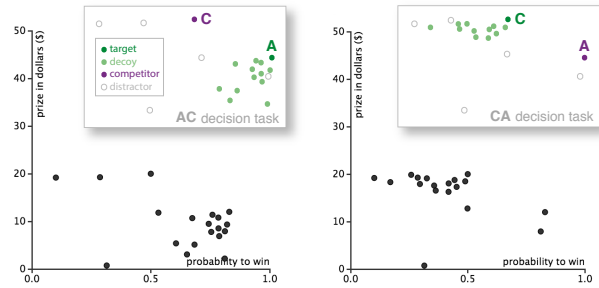 C
A
target
decoy
competitor
distractor
AC decision task
prize in dollars ($)
50
40
30
20
10
0
0.0
0.5
1.0
probability to win
C
A
CA decision task
prize in dollars ($)
50
40
30
20
10
0
0.0
0.5
1.0
probability to win